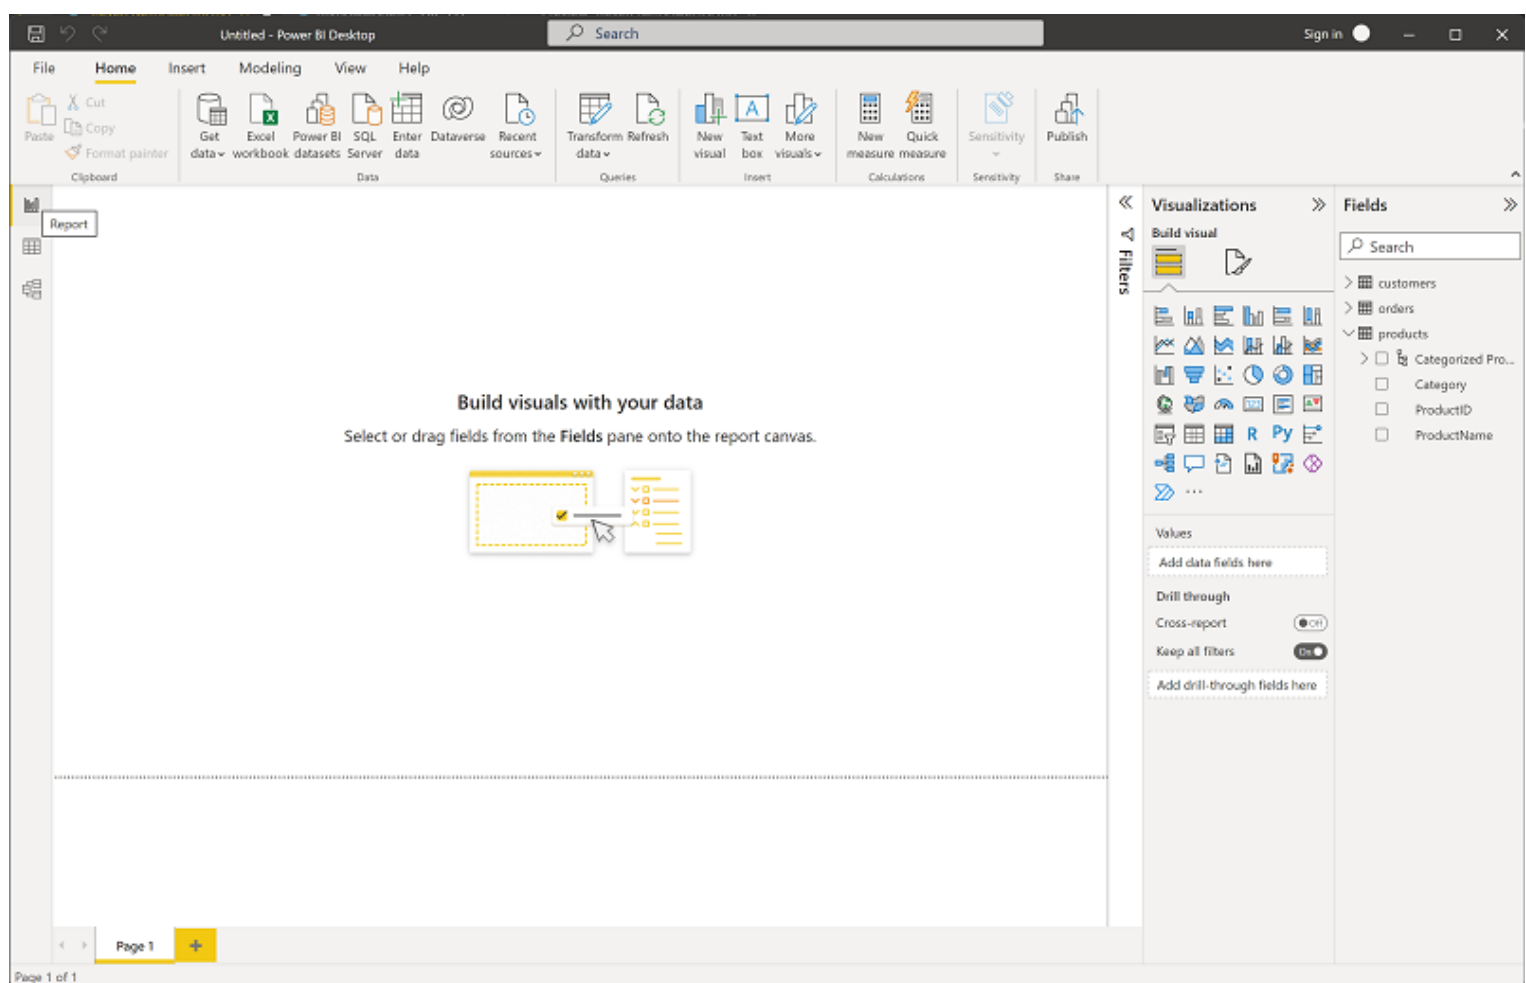 Untitled - Power BI Desktop
Search
Sign in
File Home Insert Modeling View Help
Paste
Cut
Copy
Format painter
Clipboard
Get data
Excel workbook
Power BI datasets
SQL Server
Enter data
Dataverse
Recent sources
Data
Transform data
Refresh
Queries
New visual
Text box
More visuals
Insert
New measure
Quick measure
Calculations
Sensitivity
Sensitivity
Publish
Share
Report
Build visuals with your data
Select or drag fields from the Fields pane onto the report canvas.
Filters
Visualizations
Build visual
R
Py
123
A
Values
Add data fields here
Drill through
Cross-report
Off
Keep all filters
On
Add drill-through fields here
Fields
Search
customers
orders
products
Categorized Pro...
Category
ProductID
ProductName
Page 1
Page 1 of 1